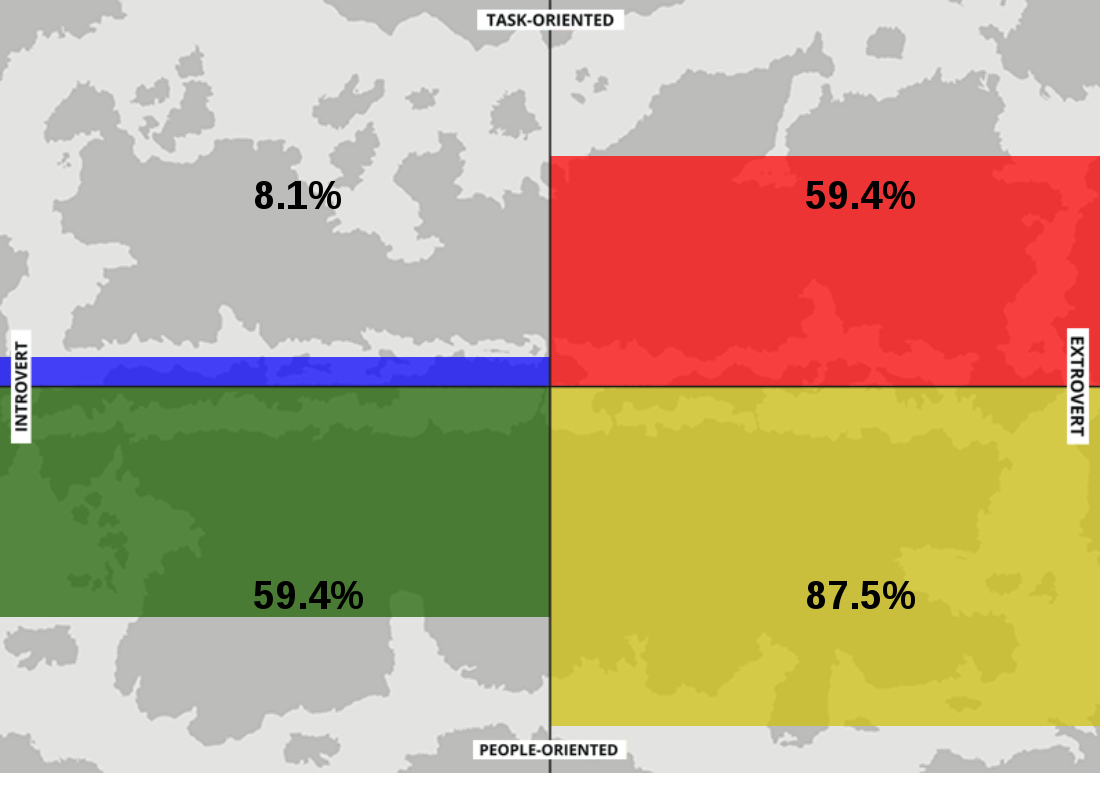 TASK-ORIENTED
8.1%
59.4%
INTROVERT
EXTROVERT
59.4%
87.5%
PEOPLE-ORIENTED